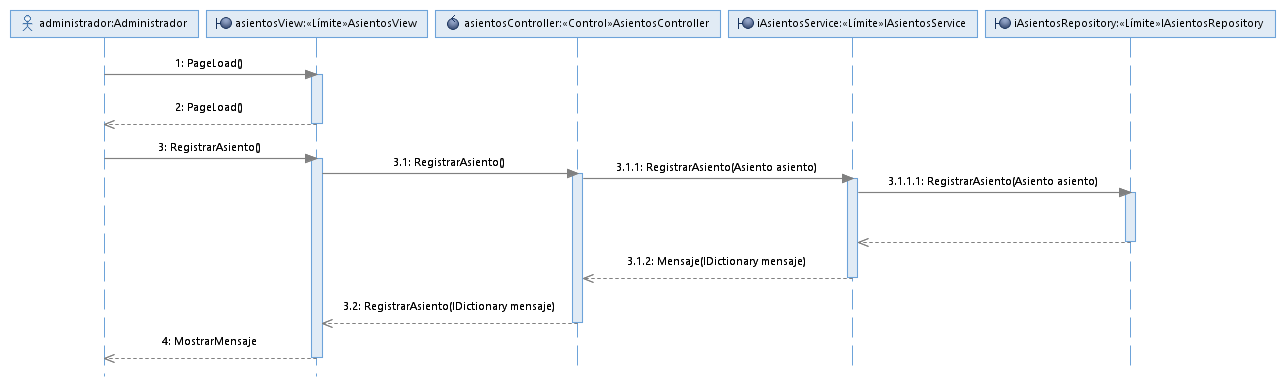 administrador:Administrador
asientosView:«Límite»AsientosView
asientosController:«Control»AsientosController
iAsientosService:«Límite»IAsientosService
iAsientosRepository:«Límite»IAsientosRepository
1: PageLoad()
2: PageLoad()
3: RegistrarAsiento()
3.1: RegistrarAsiento()
3.1.1: RegistrarAsiento(Asiento asiento)
3.1.1.1: RegistrarAsiento(Asiento asiento)
3.1.2: Mensaje(IDictionary mensaje)
3.2: RegistrarAsiento(IDictionary mensaje)
4: MostrarMensaje